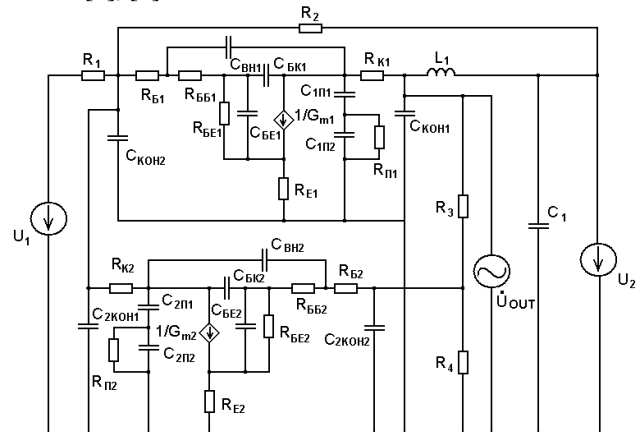 R2
R1
CВН1
CБК1
RК1
L1
RБ1
RББ1
C1П1
RБЕ1
CБЕ1
1/Gm1
C1П2
CКОН1
CКОН2
RП1
RЕ1
R3
C1
U1
U2
CВН2
RК2
CБК2
RБ2
U̇OUT
C2П1
C2КОН1
1/Gm2
CБЕ2
RББ2
RБЕ2
C2КОН2
C2П2
RП2
R4
RЕ2